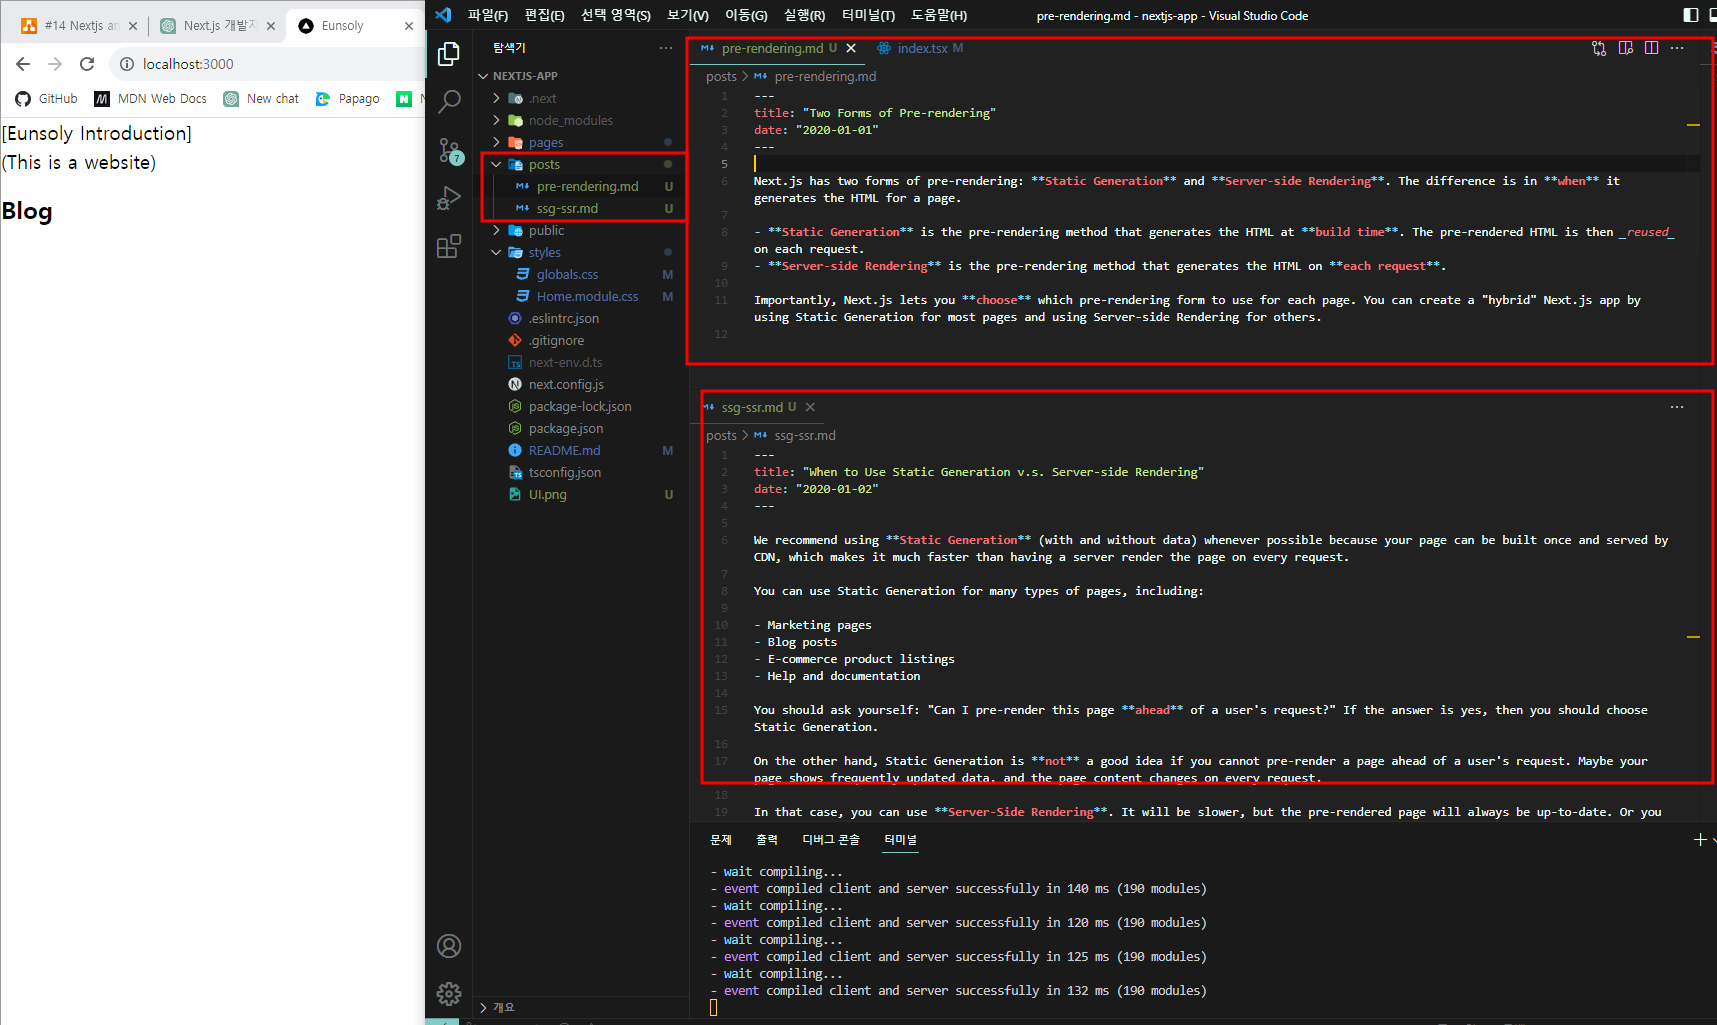 #14 Nextjs an
Next.js 개발자
Eunsoly
localhost:3000
GitHub
MDN Web Docs
New chat
Papago
[Eunsoly Introduction]
(This is a website)
Blog
파일(F) 편집(E) 선택 영역(S) 보기(V) 이동(G) 실행(R) 터미널(T) 도움말(H)
pre-rendering.md - nextjs-app - Visual Studio Code
탐색기
NEXTJS-APP
.next
node_modules
pages
posts
pre-rendering.md U
ssg-ssr.md U
public
styles
globals.css M
Home.module.css M
.eslintrc.json
.gitignore
next-env.d.ts
next.config.js
package-lock.json
package.json
README.md M
tsconfig.json
UI.png U
개요
7
pre-rendering.md U
index.tsx M
posts > pre-rendering.md
1 ---
2 title: "Two Forms of Pre-rendering"
3 date: "2020-01-01"
4 ---
5
6 Next.js has two forms of pre-rendering: **Static Generation** and **Server-side Rendering**. The difference is in **when** it
generates the HTML for a page.
7
8 - **Static Generation** is the pre-rendering method that generates the HTML at **build time**. The pre-rendered HTML is then _reused_
on each request.
9 - **Server-side Rendering** is the pre-rendering method that generates the HTML on **each request**.
10
11 Importantly, Next.js lets you **choose** which pre-rendering form to use for each page. You can create a "hybrid" Next.js app by
using Static Generation for most pages and using Server-side Rendering for others.
12
ssg-ssr.md U
posts > ssg-ssr.md
1 ---
2 title: "When to Use Static Generation v.s. Server-side Rendering"
3 date: "2020-01-02"
4 ---
5
6 We recommend using **Static Generation** (with and without data) whenever possible because your page can be built once and served by
CDN, which makes it much faster than having a server render the page on every request.
7
8 You can use Static Generation for many types of pages, including:
9
10 - Marketing pages
11 - Blog posts
12 - E-commerce product listings
13 - Help and documentation
14
15 You should ask yourself: "Can I pre-render this page **ahead** of a user's request?" If the answer is yes, then you should choose
Static Generation.
16
17 On the other hand, Static Generation is **not** a good idea if you cannot pre-render a page ahead of a user's request. Maybe your
page shows frequently updated data, and the page content changes on every request.
18
19 In that case, you can use **Server-Side Rendering**. It will be slower, but the pre-rendered page will always be up-to-date. Or you
문제 출력 디버그 콘솔 터미널
- wait compiling...
- event compiled client and server successfully in 140 ms (190 modules)
- wait compiling...
- event compiled client and server successfully in 120 ms (190 modules)
- wait compiling...
- event compiled client and server successfully in 125 ms (190 modules)
- wait compiling...
- event compiled client and server successfully in 132 ms (190 modules)